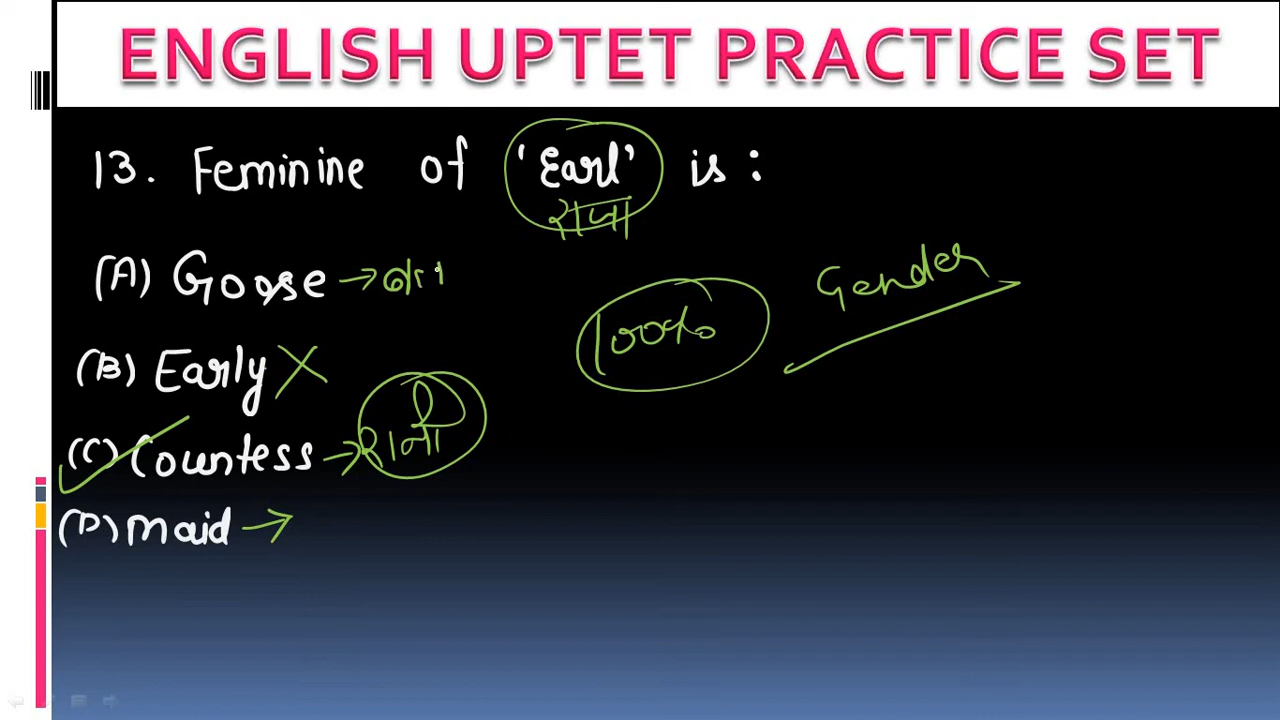 ENGLISH UPTET PRACTICE SET
13. Feminine of 'Earl' is :
राजा
(A) Goose →
Gender
100%
(B) Early ×
(C) Countess → रानी
(D) maid →